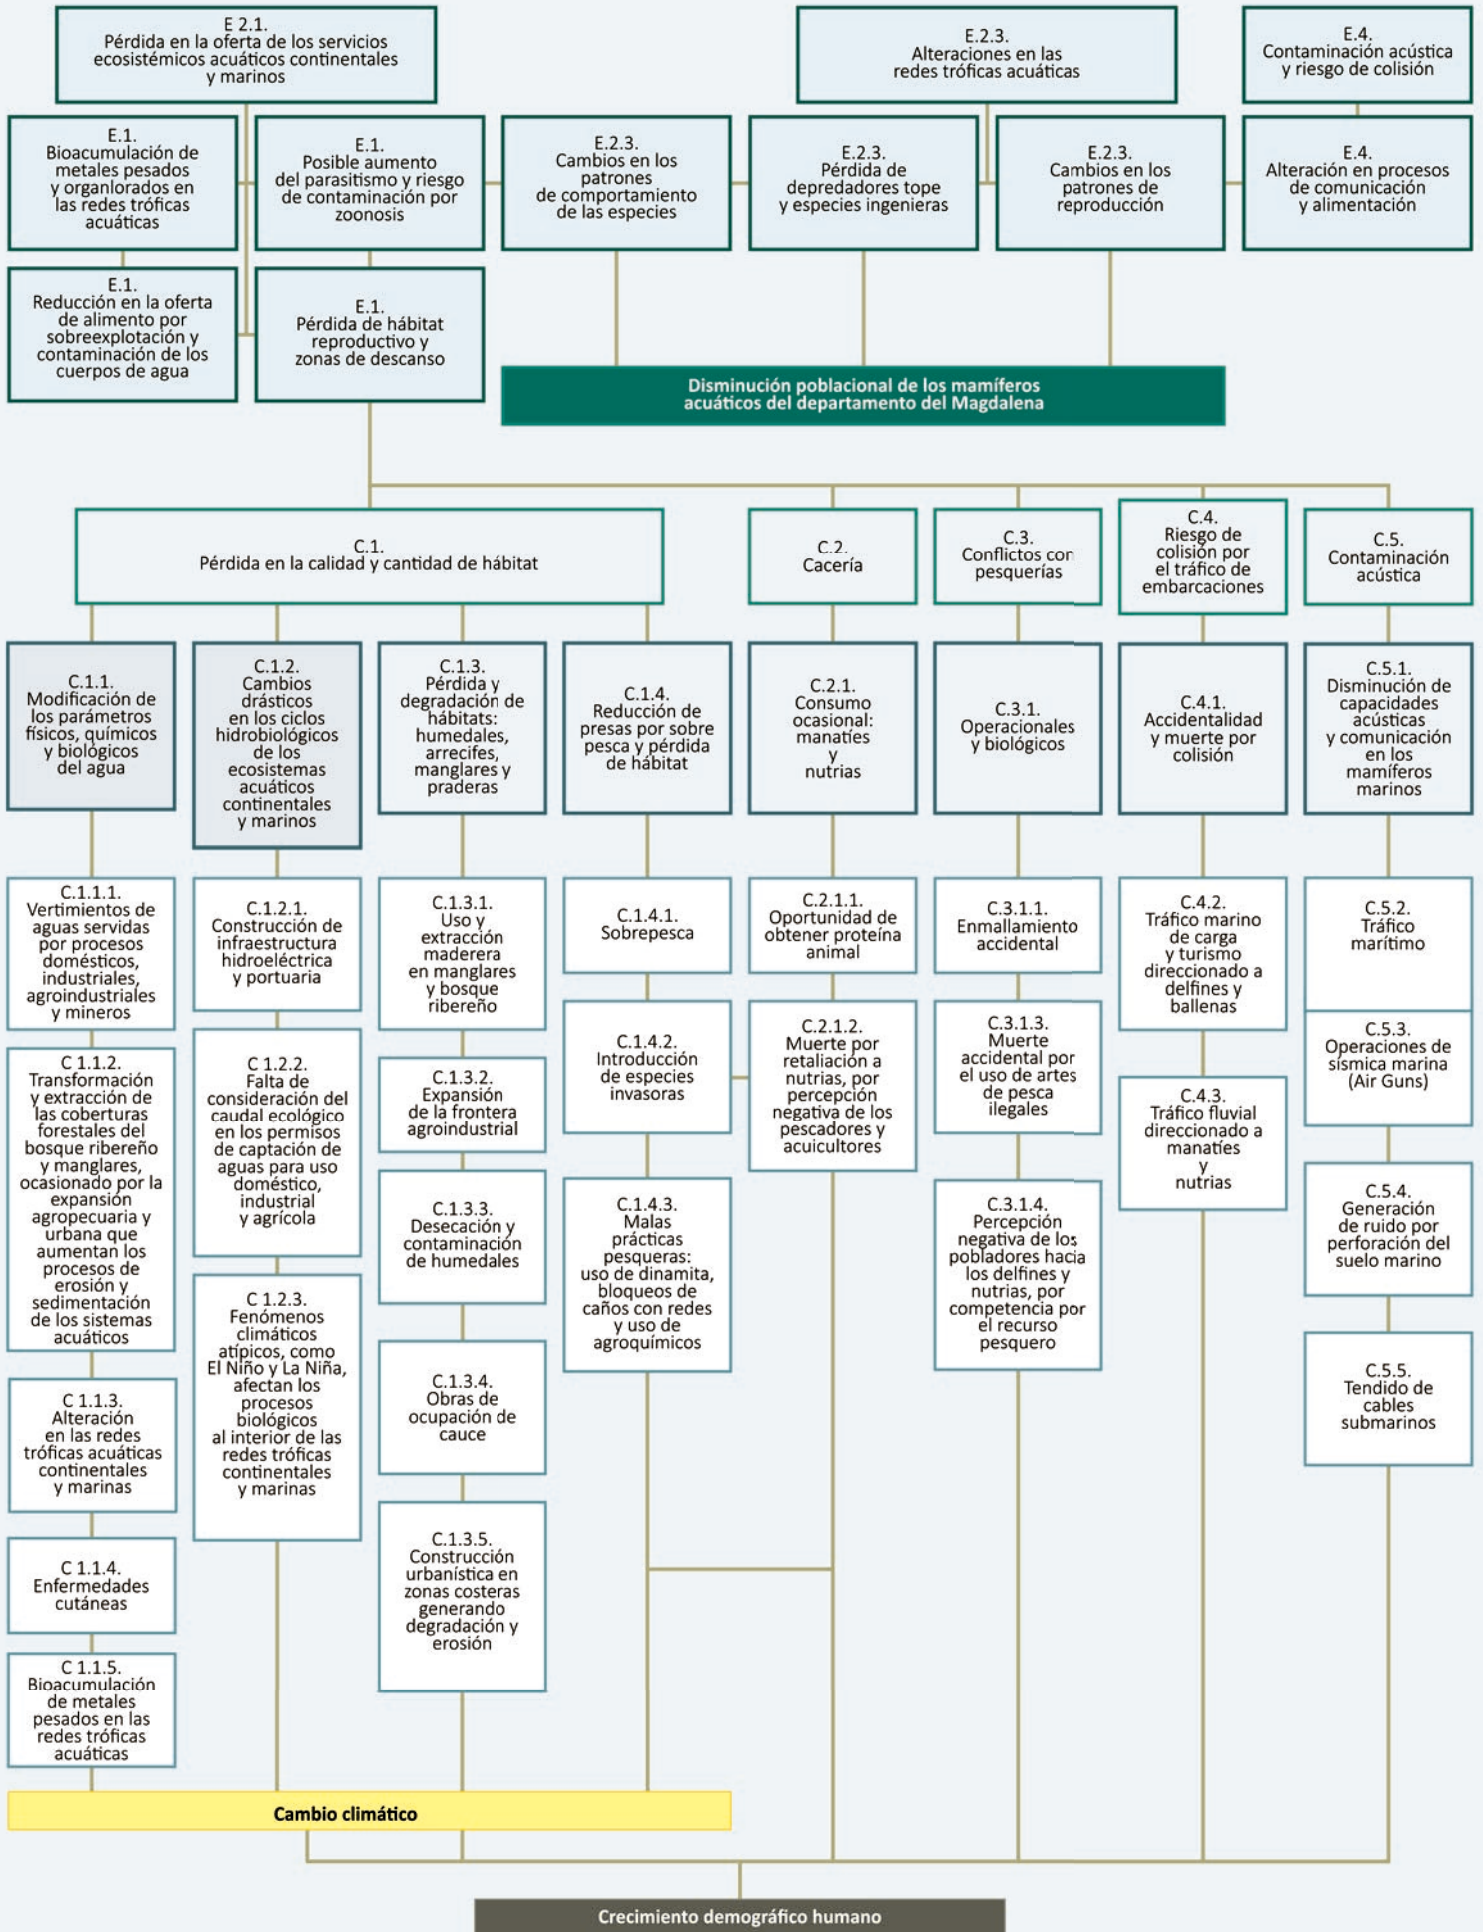 E 2.1.
Pérdida en la oferta de los servicios
ecosistémicos acuáticos continentales
y marinos
E.2.3.
Alteraciones en las
redes tróficas acuáticas
E.4.
Contaminación acústica
y riesgo de colisión
E.1.
Bioacumulación de
metales pesados
y organlorados en
las redes tróficas
acuáticas
E.1.
Posible aumento
del parasitismo y riesgo
de contaminación por
zoonosis
E.2.3.
Cambios en los
patrones
de comportamiento
de las especies
E.2.3.
Pérdida de
depredadores tope
y especies ingenieras
E.2.3.
Cambios en los
patrones de
reproducción
E.4.
Alteración en procesos
de comunicación
y alimentación
E.1.
Reducción en la oferta
de alimento por
sobreexplotación y
contaminación de los
cuerpos de agua
E.1.
Pérdida de hábitat
reproductivo y
zonas de descanso
Disminución poblacional de los mamíferos
acuáticos del departamento del Magdalena
C.1.
Pérdida en la calidad y cantidad de hábitat
C.2.
Cacería
C.3.
Conflictos con
pesquerías
C.4.
Riesgo de
colisión por
el tráfico de
embarcaciones
C.5.
Contaminación
acústica
C.1.1.
Modificación de
los parámetros
físicos, químicos
y biológicos
del agua
C.1.2.
Cambios
drásticos
en los ciclos
hidrobiológicos
de los
ecosistemas
acuáticos
continentales
y marinos
C.1.3.
Pérdida y
degradación de
hábitats:
humedales,
arrecifes,
manglares y
praderas
C.1.4.
Reducción de
presas por sobre
pesca y pérdida
de hábitat
C.2.1.
Consumo
ocasional:
manatíes
y
nutrias
C.3.1.
Operacionales
y biológicos
C.4.1.
Accidentalidad
y muerte por
colisión
C.5.1.
Disminución de
capacidades
acústicas
y comunicación
en los
mamíferos
marinos
C.1.1.1.
Vertimientos de
aguas servidas
por procesos
domésticos,
industriales,
agroindustriales
y mineros
C.1.2.1.
Construcción de
infraestructura
hidroeléctrica
y portuaria
C.1.3.1.
Uso y
extracción
maderera
en manglares
y bosque
ribereño
C.1.4.1.
Sobrepesca
C.2.1.1.
Oportunidad de
obtener proteína
animal
C.3.1.1.
Enmallamiento
accidental
C.4.2.
Tráfico marino
de carga
y turismo
direccionado a
delfines y
ballenas
C.5.2.
Tráfico
marítimo
C 1.1.2.
Transformación
y extracción de
las coberturas
forestales del
bosque ribereño
y manglares,
ocasionado por la
expansión
agropecuaria y
urbana que
aumentan los
procesos de
erosión y
sedimentación
de los sistemas
acuáticos
C 1.2.2.
Falta de
consideración del
caudal ecológico
en los permisos
de captación de
aguas para uso
doméstico,
industrial
y agrícola
C.1.3.2.
Expansión
de la frontera
agroindustrial
C.1.4.2.
Introducción
de especies
invasoras
C.2.1.2.
Muerte por
retaliación a
nutrias, por
percepción
negativa de los
pescadores y
acuicultores
C.3.1.3.
Muerte
accidental por
el uso de artes
de pesca
ilegales
C.4.3.
Tráfico fluvial
direccionado a
manatíes
y
nutrias
C.5.3.
Operaciones de
sísmica marina
(Air Guns)
C.1.3.3.
Desecación y
contaminación
de humedales
C.1.4.3.
Malas
prácticas
pesqueras:
uso de dinamita,
bloqueos de
caños con redes
y uso de
agroquímicos
C.3.1.4.
Percepción
negativa de los
pobladores hacia
los delfines y
nutrias, por
competencia por
el recurso
pesquero
C.5.4.
Generación
de ruido por
perforación del
suelo marino
C 1.1.3.
Alteración
en las redes
tróficas acuáticas
continentales
y marinas
C 1.2.3.
Fenómenos
climáticos
atípicos, como
El Niño y La Niña,
afectan los
procesos
biológicos
al interior de las
redes tróficas
continentales
y marinas
C.1.3.4.
Obras de
ocupación de
cauce
C.5.5.
Tendido de
cables
submarinos
C 1.1.4.
Enfermedades
cutáneas
C.1.3.5.
Construcción
urbanística en
zonas costeras
generando
degradación y
erosión
C 1.1.5.
Bioacumulación
de metales
pesados en las
redes tróficas
acuáticas
Cambio climático
Crecimiento demográfico humano